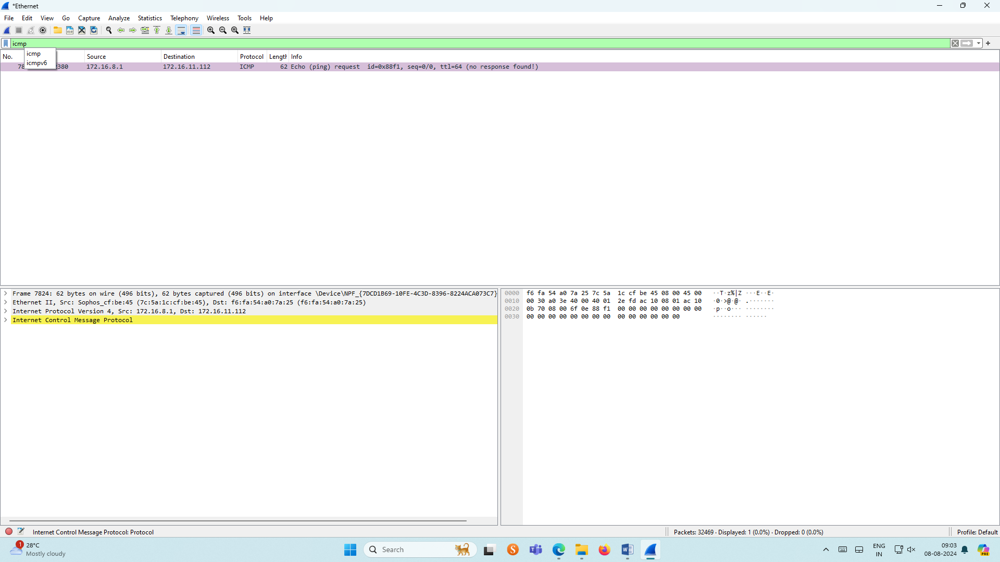 *Ethernet
File Edit View Go Capture Analyze Statistics Telephony Wireless Tools Help
icmp
icmp
icmpv6
No. Source Destination Protocol Length Info
78 2380 172.16.8.1 172.16.11.112 ICMP 62 Echo (ping) request id=0x88f1, seq=0/0, ttl=64 (no response found!)
Frame 7824: 62 bytes on wire (496 bits), 62 bytes captured (496 bits) on interface \Device\NPF_{7DCD1B69-10FE-4C3D-8396-8224ACA073C7}
Ethernet II, Src: Sophos_cf:be:45 (7c:5a:1c:cf:be:45), Dst: f6:fa:54:a0:7a:25 (f6:fa:54:a0:7a:25)
Internet Protocol Version 4, Src: 172.16.8.1, Dst: 172.16.11.112
Internet Control Message Protocol
0000 f6 fa 54 a0 7a 25 7c 5a 1c cf be 45 08 00 45 00 ··T·z%|Z ···E··E·
0010 00 30 a0 3e 40 00 40 01 2e fd ac 10 08 01 ac 10 ·0·>@·@· .·······
0020 0b 70 08 00 6f 0e 88 f1 00 00 00 00 00 00 00 00 ·p··o··· ········
0030 00 00 00 00 00 00 00 00 00 00 00 00 00 00 ········ ······
Internet Control Message Protocol: Protocol
Packets: 32469 · Displayed: 1 (0.0%) · Dropped: 0 (0.0%)
Profile: Default
1
28°C
Mostly cloudy
Search
ENG
IN
09:03
08-08-2024
PRE